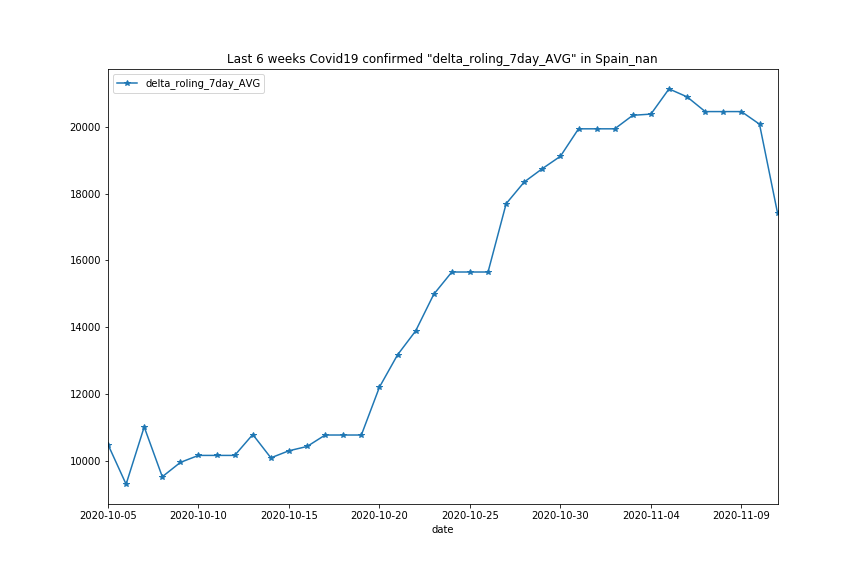 Last 6 weeks Covid19 confirmed "delta_roling_7day_AVG" in Spain_nan
delta_roling_7day_AVG
20000
18000
16000
14000
12000
10000
2020-10-05 2020-10-10 2020-10-15 2020-10-20 2020-10-25 2020-10-30 2020-11-04 2020-11-09
date